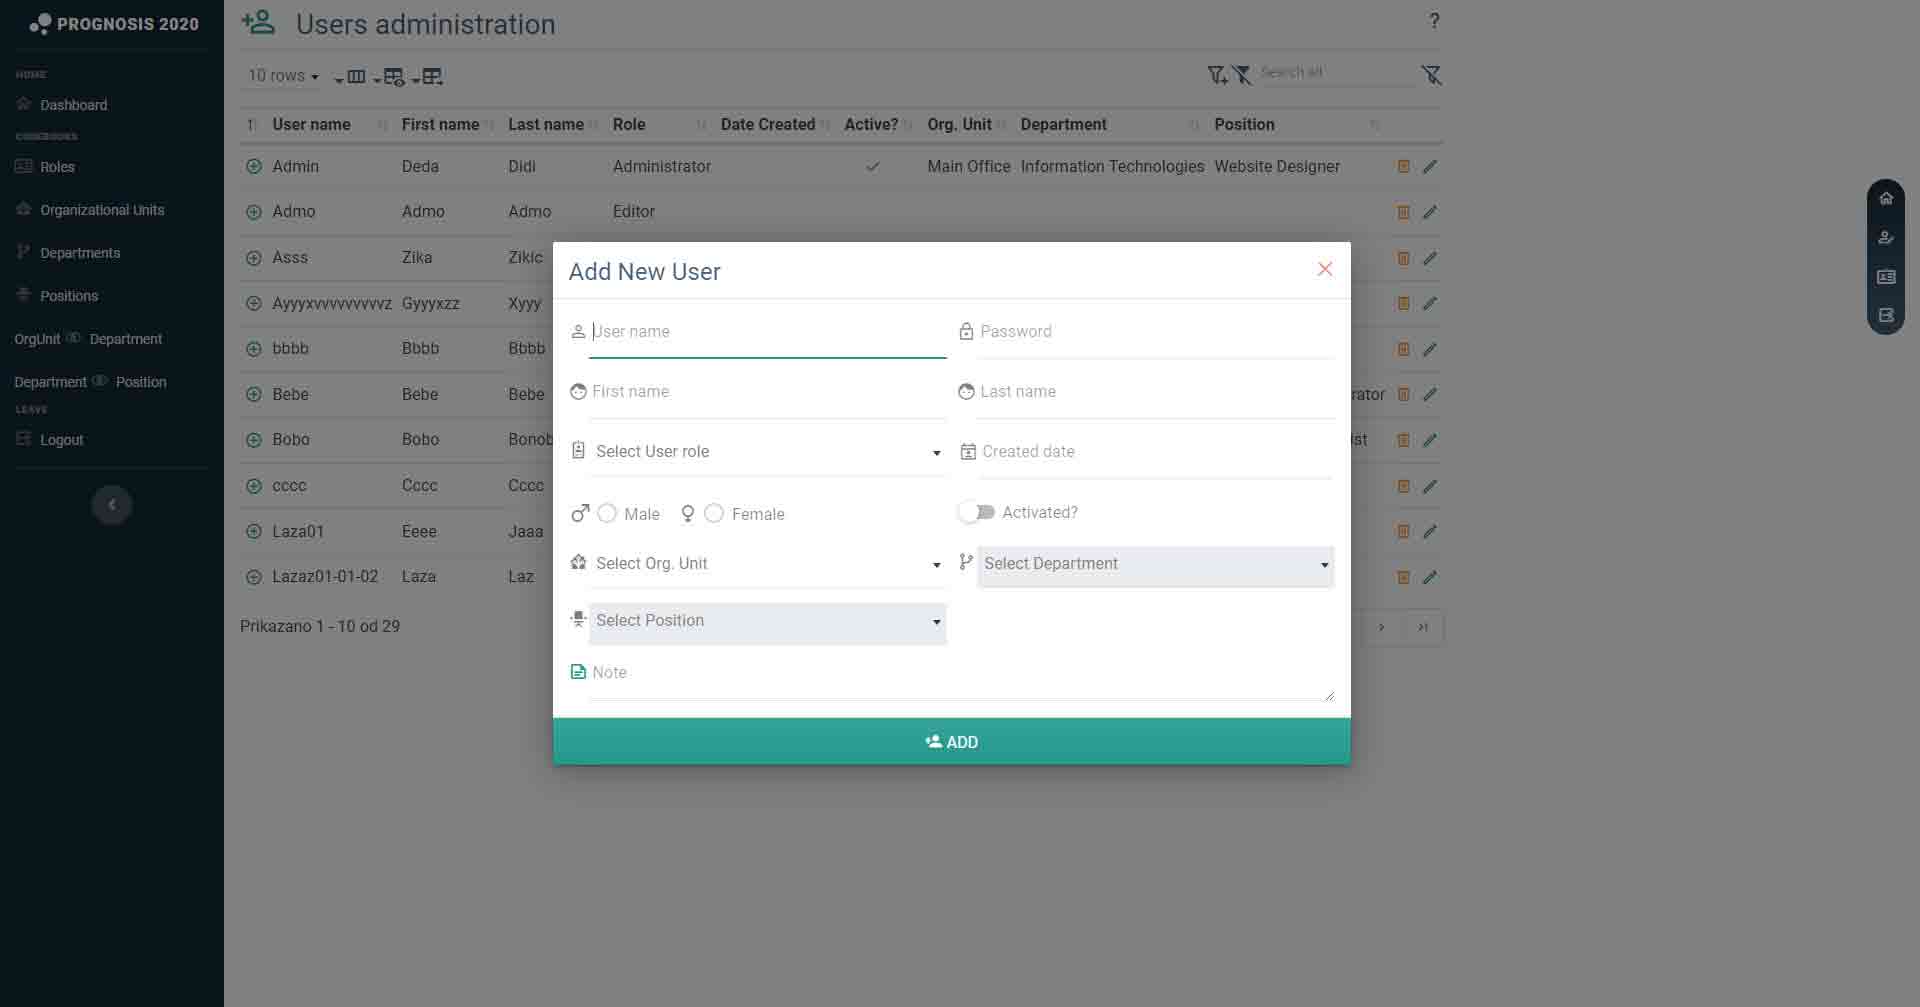 PROGNOSIS 2020
HOME
Dashboard
CODEBOOKS
Roles
Organizational Units
Departments
Positions
OrgUnit Department
Department Position
LEAVE
Logout
Users administration
?
10 rows
Search all
User name First name Last name Role Date Created Active? Org. Unit Department Position
Admin Deda Didi Administrator Main Office Information Technologies Website Designer
Admo Admo Admo Editor
Asss Zika Zikic
Ayyyxvvvvvvvvvz Gyyyxzz Xyyy
bbbb Bbbb Bbbb
Bebe Bebe Bebe rator
Bobo Bobo Bonob ist
cccc Cccc Cccc
Laza01 Eeee Jaaa
Lazaz01-01-02 Laza Laz
Prikazano 1 - 10 od 29
Add New User
User name Password
First name Last name
Select User role Created date
Male Female Activated?
Select Org. Unit Select Department
Select Position
Note
ADD